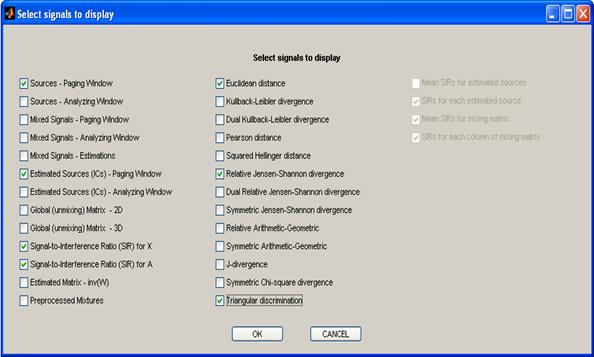 Select signals to display
Select signals to display
Sources - Paging Window
Sources - Analyzing Window
Mixed Signals - Paging Window
Mixed Signals - Analyzing Window
Mixed Signals - Estimations
Estimated Sources (ICs) - Paging Window
Estimated Sources (ICs) - Analyzing Window
Global (unmixing) Matrix - 2D
Global (unmixing) Matrix - 3D
Signal-to-Interference Ratio (SIR) for X
Signal-to-Interference Ratio (SIR) for A
Estimated Matrix - inv(W)
Preprocessed Mixtures
Euclidean distance
Kullback-Leibler divergence
Dual Kullback-Leibler divergence
Pearson distance
Squared Hellinger distance
Relative Jensen-Shannon divergence
Dual Relative Jensen-Shannon divergence
Symmetric Jensen-Shannon divergence
Relative Arithmetic-Geometric
Symmetric Arithmetic-Geometric
J-divergence
Symmetric Chi-square divergence
Triangular discrimination
Mean SIRs for estimated sources
SIRs for each estimated source
Mean SIRs for mixing matrix
SIRs for each column of mixing matrix
OK
CANCEL